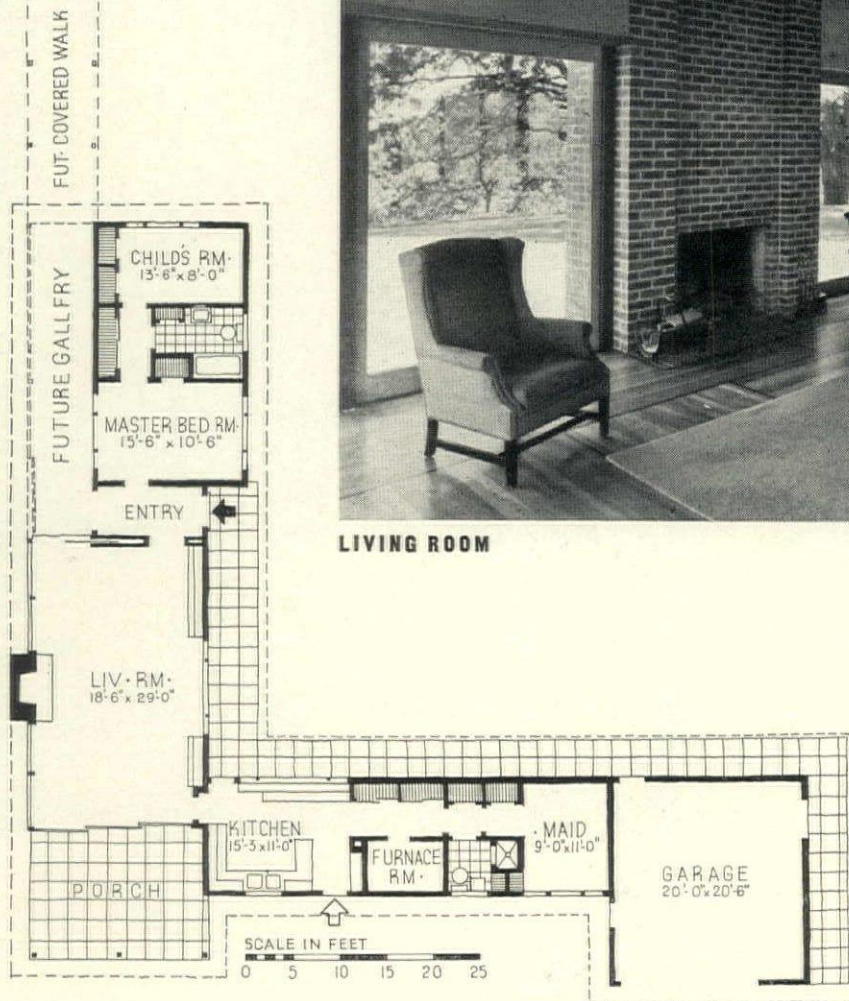 FUT· COVERED WALK
CHILD'S RM·
13'-6" x 8'-0"
FUTURE GALLERY
MASTER BED RM·
15'-6" x 10'-6"
ENTRY
LIVING ROOM
LIV· RM·
18'-6" x 29'-0"
KITCHEN
15'-3 x 11'-0"
FURNACE
RM·
· MAID
9'-0" x 11'-0"
GARAGE
20'-0" x 20'-6"
PORCH
SCALE IN FEET
0 5 10 15 20 25